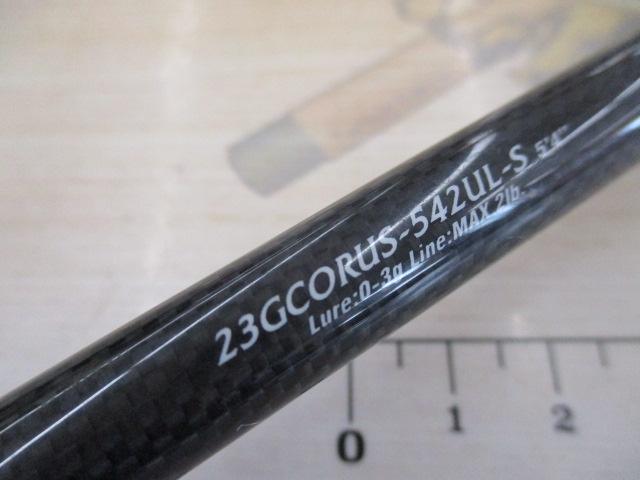 23GCORUS-542UL-S 5'4"
Lure:0-3g Line:MAX 2lb.
0 1 2